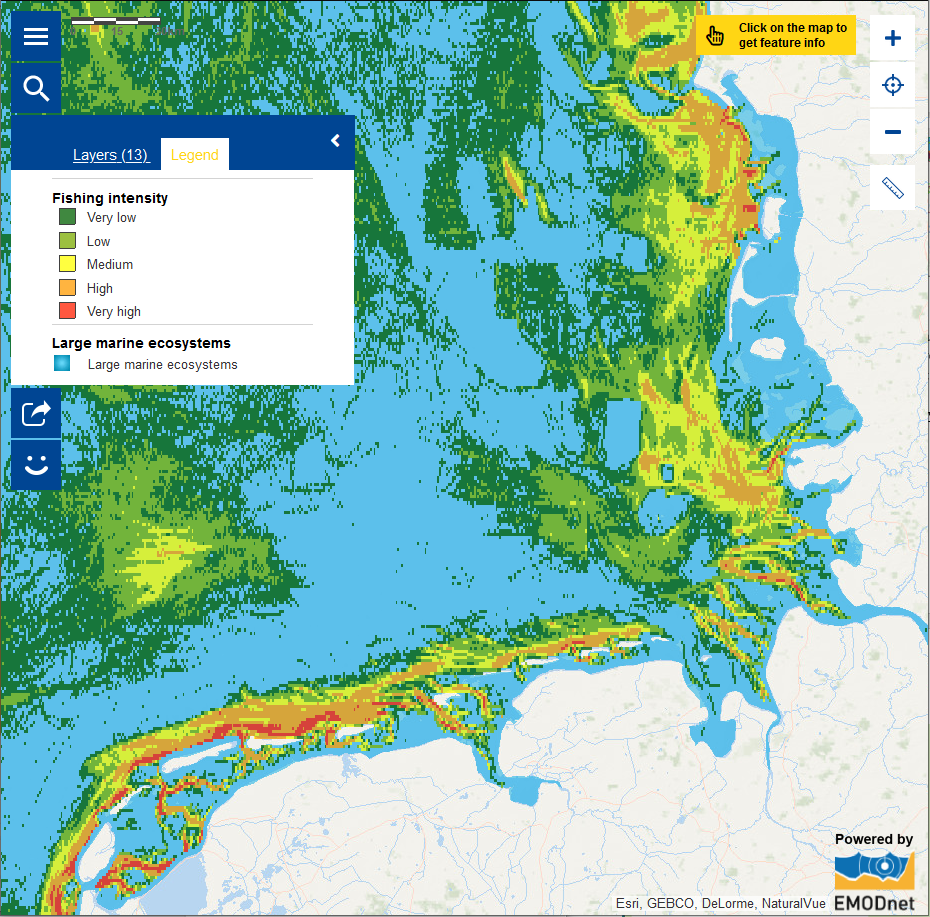 15
Click on the map to
get feature info
Layers (13)
Legend
Fishing intensity
Very low
Low
Medium
High
Very high
Large marine ecosystems
Large marine ecosystems
Powered by
EMODnet
Esri, GEBCO, DeLorme, NaturalVue